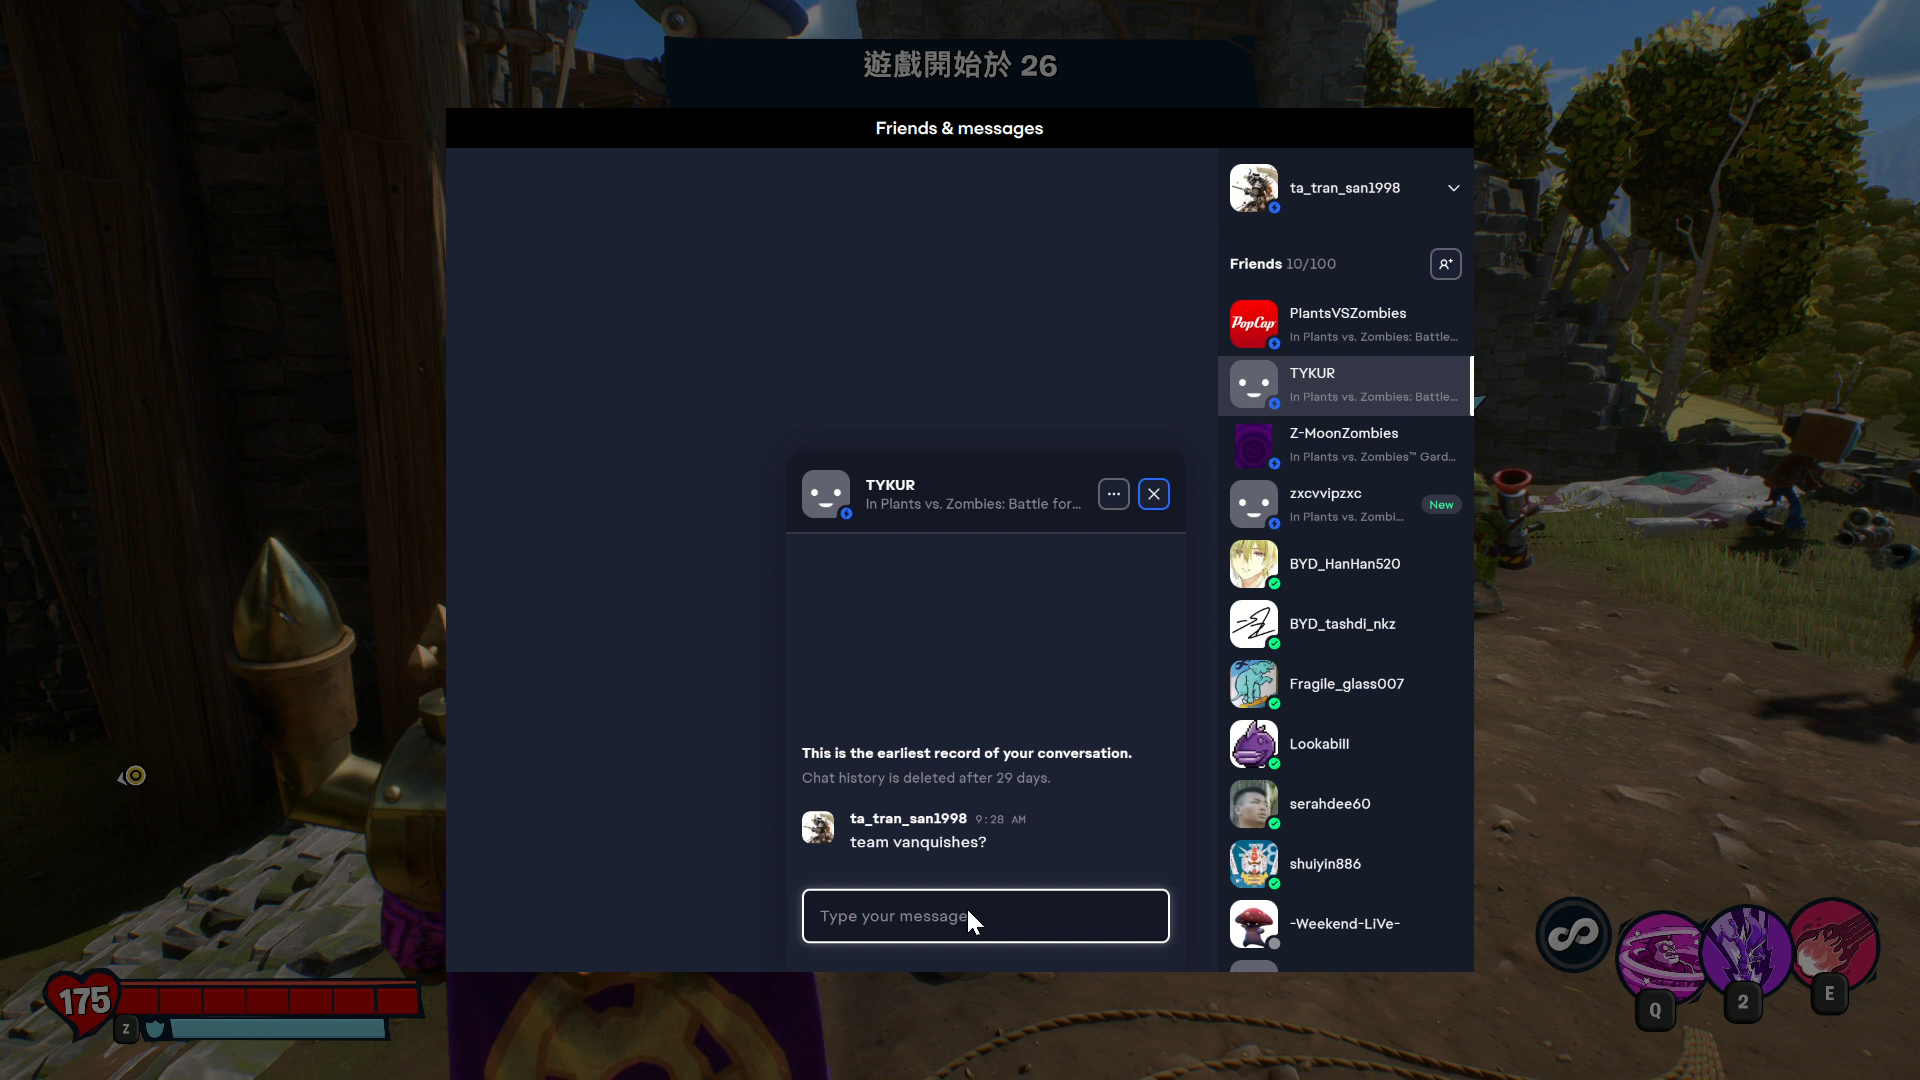 遊戲開始於 26
Friends & messages
ta_tran_san1998
Friends 10/100
PopCap
PlantsVSZombies
In Plants vs. Zombies: Battle...
TYKUR
In Plants vs. Zombies: Battle...
Z-MoonZombies
In Plants vs. Zombies™ Gard...
zxcvvipzxc
In Plants vs. Zombi...
New
BYD_HanHan520
BYD_tashdi_nkz
Fragile_glass007
Lookabill
serahdee60
shuiyin886
-Weekend-LiVe-
TYKUR
In Plants vs. Zombies: Battle for...
This is the earliest record of your conversation.
Chat history is deleted after 29 days.
ta_tran_san1998 9:28 AM
team vanquishes?
Type your message
175
Z
Q
2
E